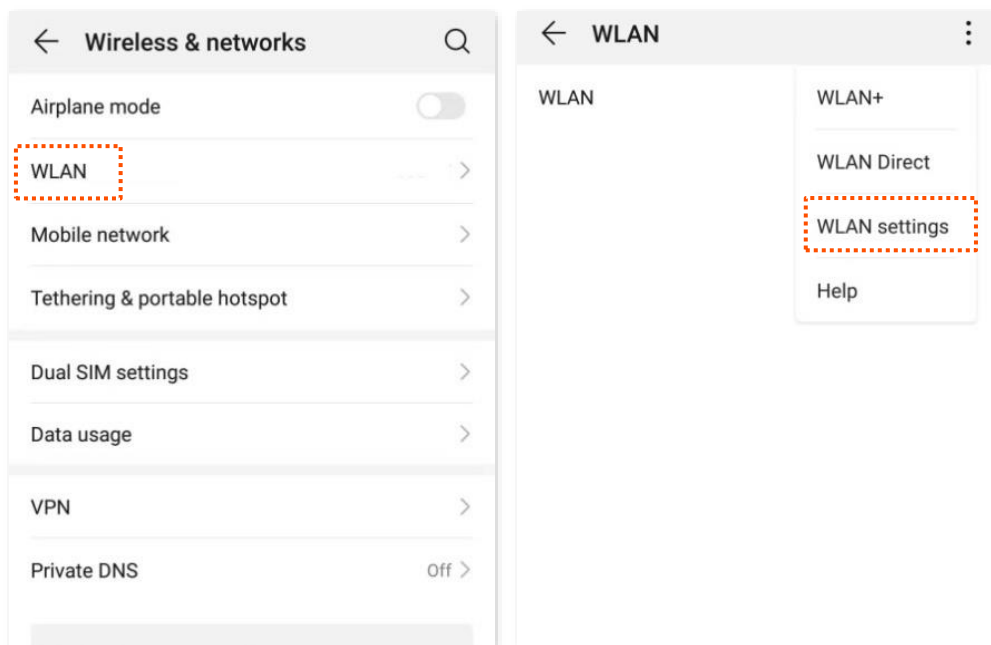 Wireless & networks
Airplane mode
WLAN
Mobile network
Tethering & portable hotspot
Dual SIM settings
Data usage
VPN
Private DNS Off
WLAN
WLAN
WLAN+
WLAN Direct
WLAN settings
Help